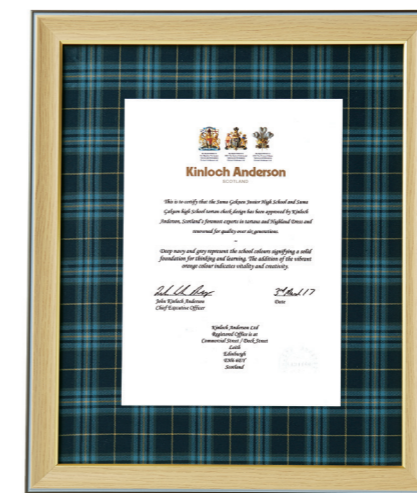 Kinloch Anderson
SCOTLAND
This is to certify that the Suma Gakuen Junior High School and Suma
Gakuen high School tartan check design has been approved by Kinloch
Anderson, Scotland's foremost experts in tartans and Highland Dress and
renowned for quality over six generations.
~
Deep navy and grey represent the school colours signifying a solid
foundation for thinking and learning. The addition of the vibrant
orange colour indicates vitality and creativity.
John Kinloch Anderson
Chief Executive Officer
Date
Kinloch Anderson Ltd
Registered Office is at
Commercial Street / Dock Street
Leith
Edinburgh
EH6 6EY
Scotland